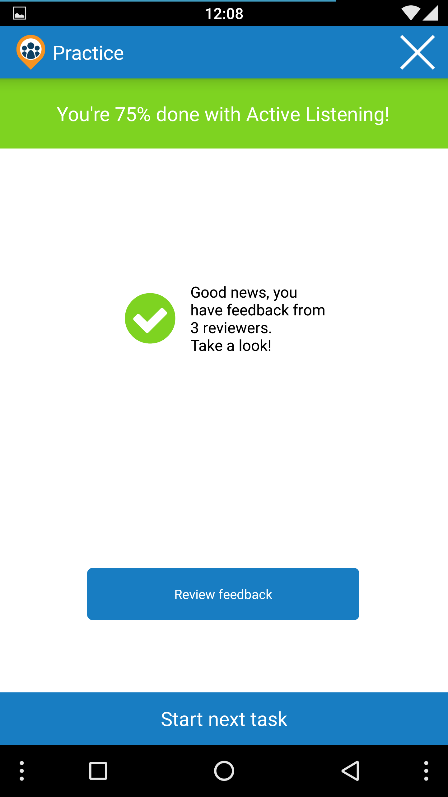 12:08
Practice
You're 75% done with Active Listening!
Good news, you
have feedback from
3 reviewers.
Take a look!
Review feedback
Start next task